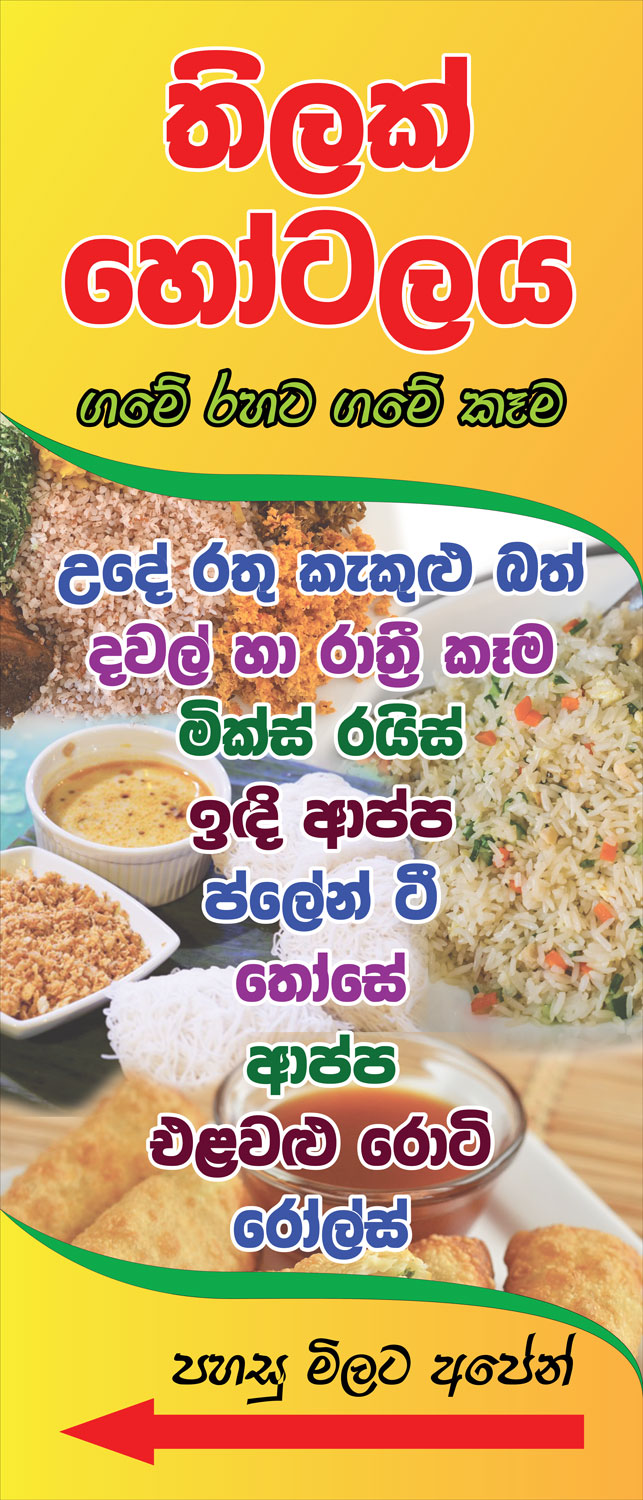 තිලක්
හෝටලය
ගමේ රහට ගමේ කෑම
උදේ රතු කැකුළු බත්
දවල් හා රාත්‍රී කෑම
මික්ස් රයිස්
ඉඳි ආප්ප
ප්ලේන් ටී
තෝසේ
ආප්ප
එළවළු රොටි
රෝල්ස්
පහසු මිලට අපේන්